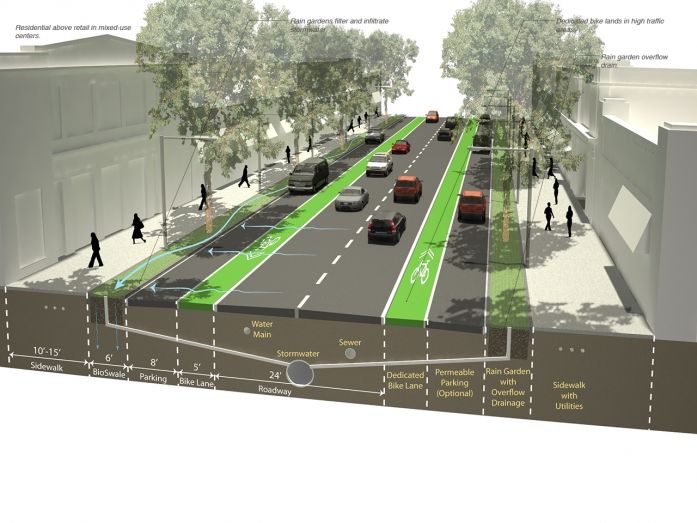 Residential above retail in mixed-use
centers.
Rain gardens filter and infiltrate
stormwater
Dedicated bike lands in high traffic
areas
Rain garden overflow
drain.
Water
Main
Sewer
Stormwater
10'-15'
Sidewalk
6'
BioSwale
8'
Parking
5'
Bike Lane
24'
Roadway
Dedicated
Bike Lane
Permeable
Parking
(Optional)
Rain Garden
with
Overflow
Drainage
Sidewalk
with
Utilities